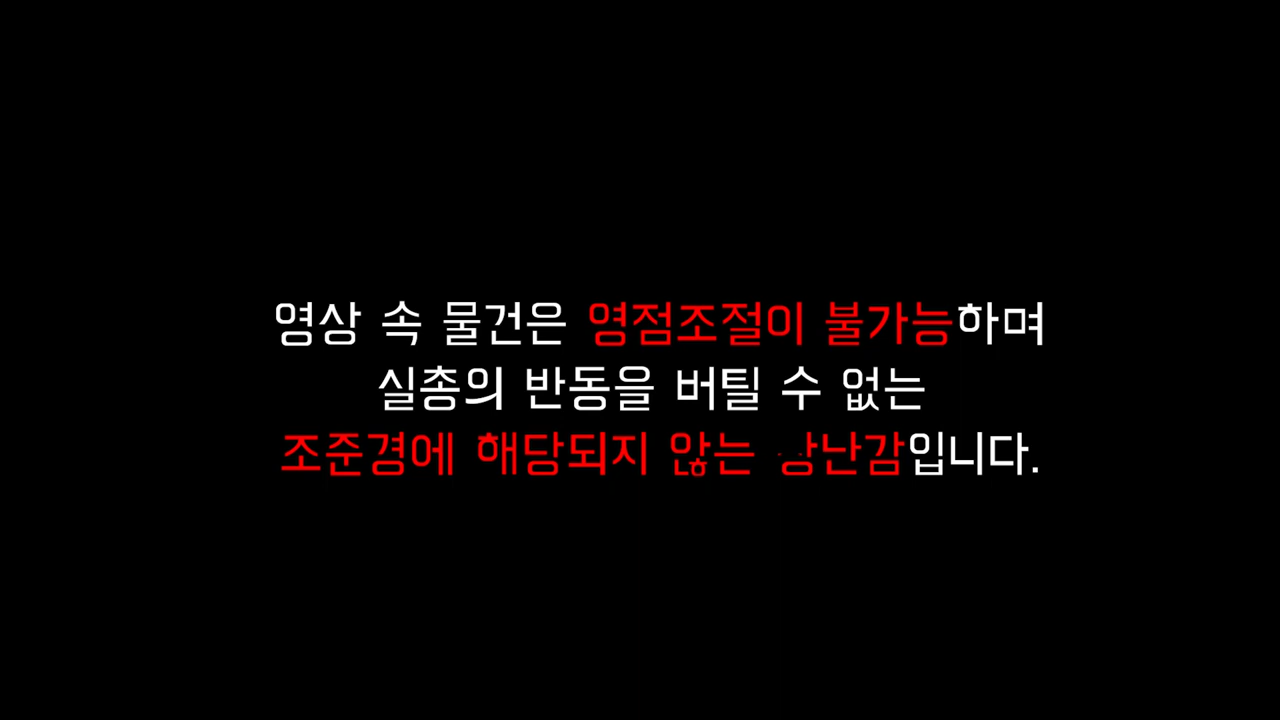 영상 속 물건은 영점조절이 불가능하며
실총의 반동을 버틸 수 없는
조준경에 해당되지 않는 장난감입니다.